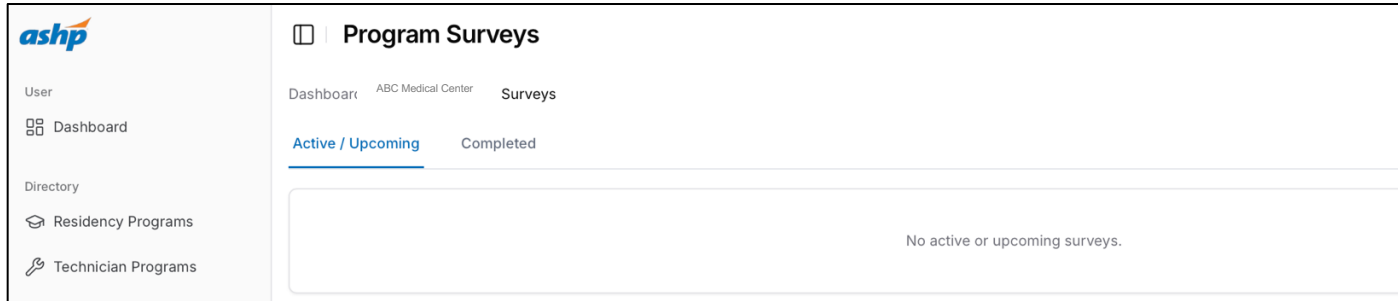 ashp
Program Surveys
User
Dashboard
Directory
Residency Programs
Technician Programs
Dashboard ABC Medical Center Surveys
Active / Upcoming Completed
No active or upcoming surveys.